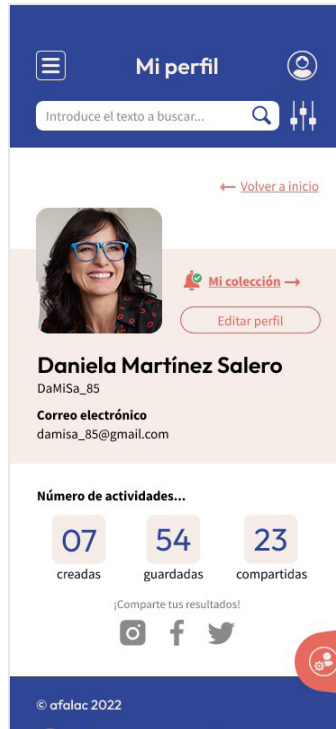 Mi perfil
Introduce el texto a buscar...
← Volver a inicio
Mi colección →
Editar perfil
Daniela Martínez Salero
DaMiSa_85
Correo electrónico
damisa_85@gmail.com
Número de actividades...
07 54 23
creadas guardadas compartidas
¡Comparte tus resultados!
© afalac 2022